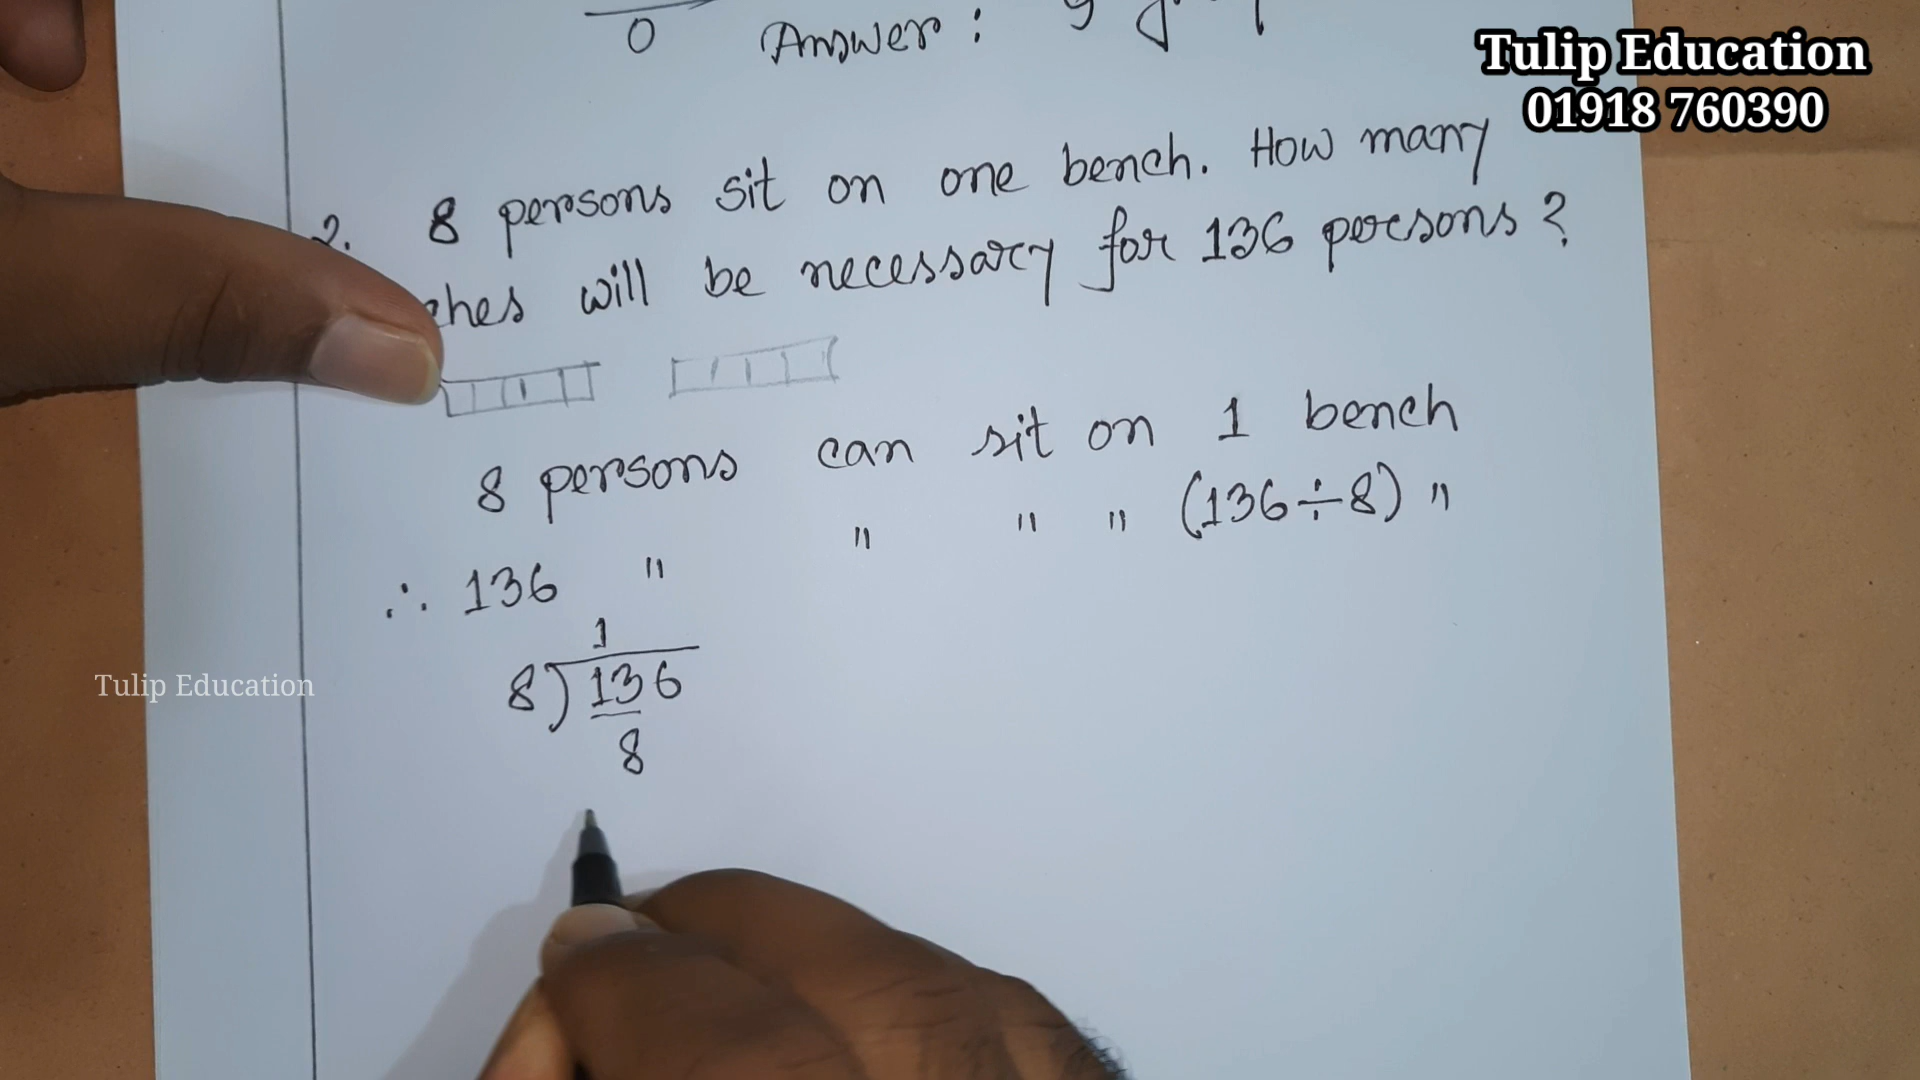 0 Answer :
Tulip Education
01918 760390
2. 8 persons sit on one bench. How many
ches will be necessary for 136 persons ?
8 persons can sit on 1 bench
∴ 136 " " " " (136÷8) "
1
8) 136
8
Tulip Education